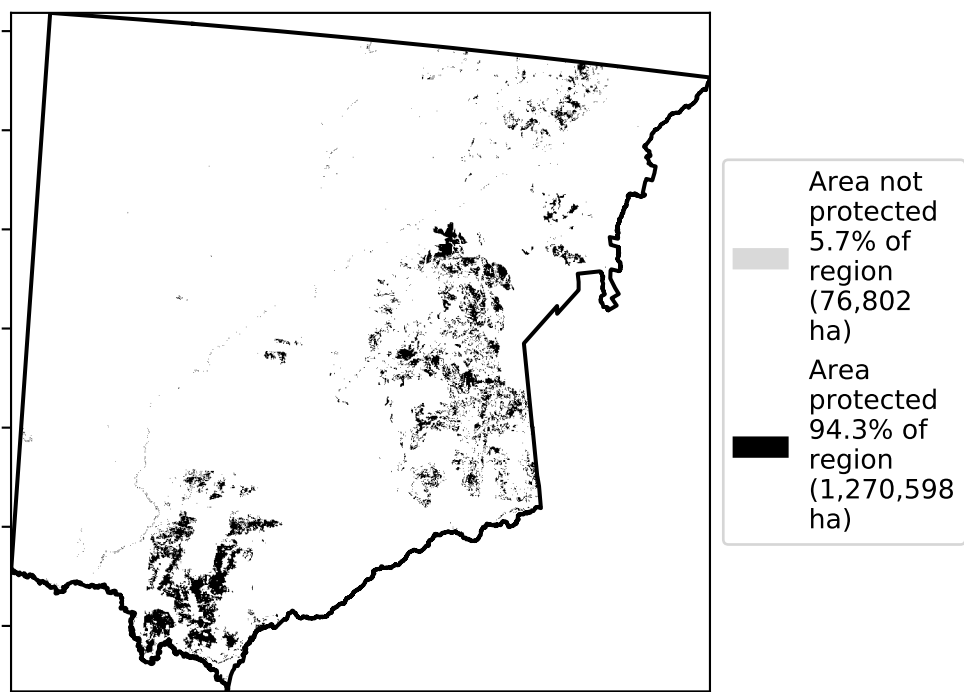 Area not
protected
5.7% of
region
(76,802
ha)
Area
protected
94.3% of
region
(1,270,598
ha)